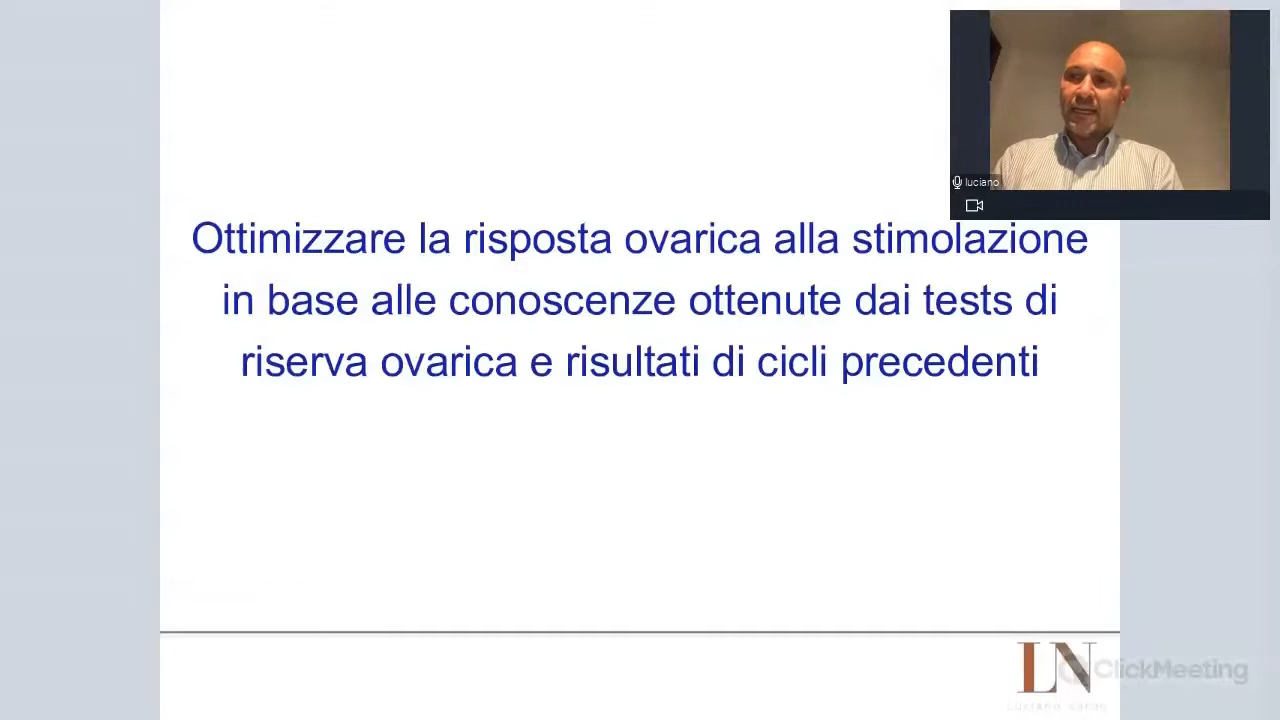 luciano
Ottimizzare la risposta ovarica alla stimolazione
in base alle conoscenze ottenute dai tests di
riserva ovarica e risultati di cicli precedenti
LN
ClickMeeting
Luciano